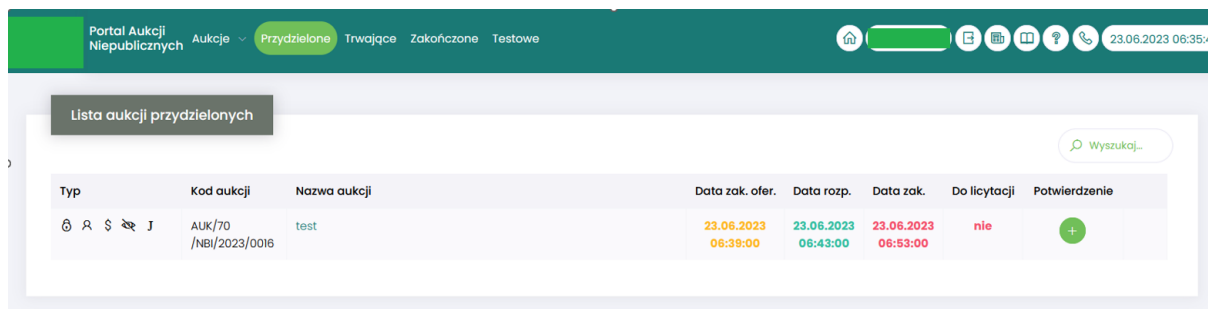 Portal Aukcji
Niepublicznych
Aukcje Przydzielone Trwające Zakończone Testowe
23.06.2023 06:35:4
Lista aukcji przydzielonych
Wyszukaj...
Typ Kod aukcji Nazwa aukcji Data zak. ofer. Data rozp. Data zak. Do licytacji Potwierdzenie
$ J AUK/70 test 23.06.2023 23.06.2023 23.06.2023 nie +
/NBI/2023/0016 06:39:00 06:43:00 06:53:00